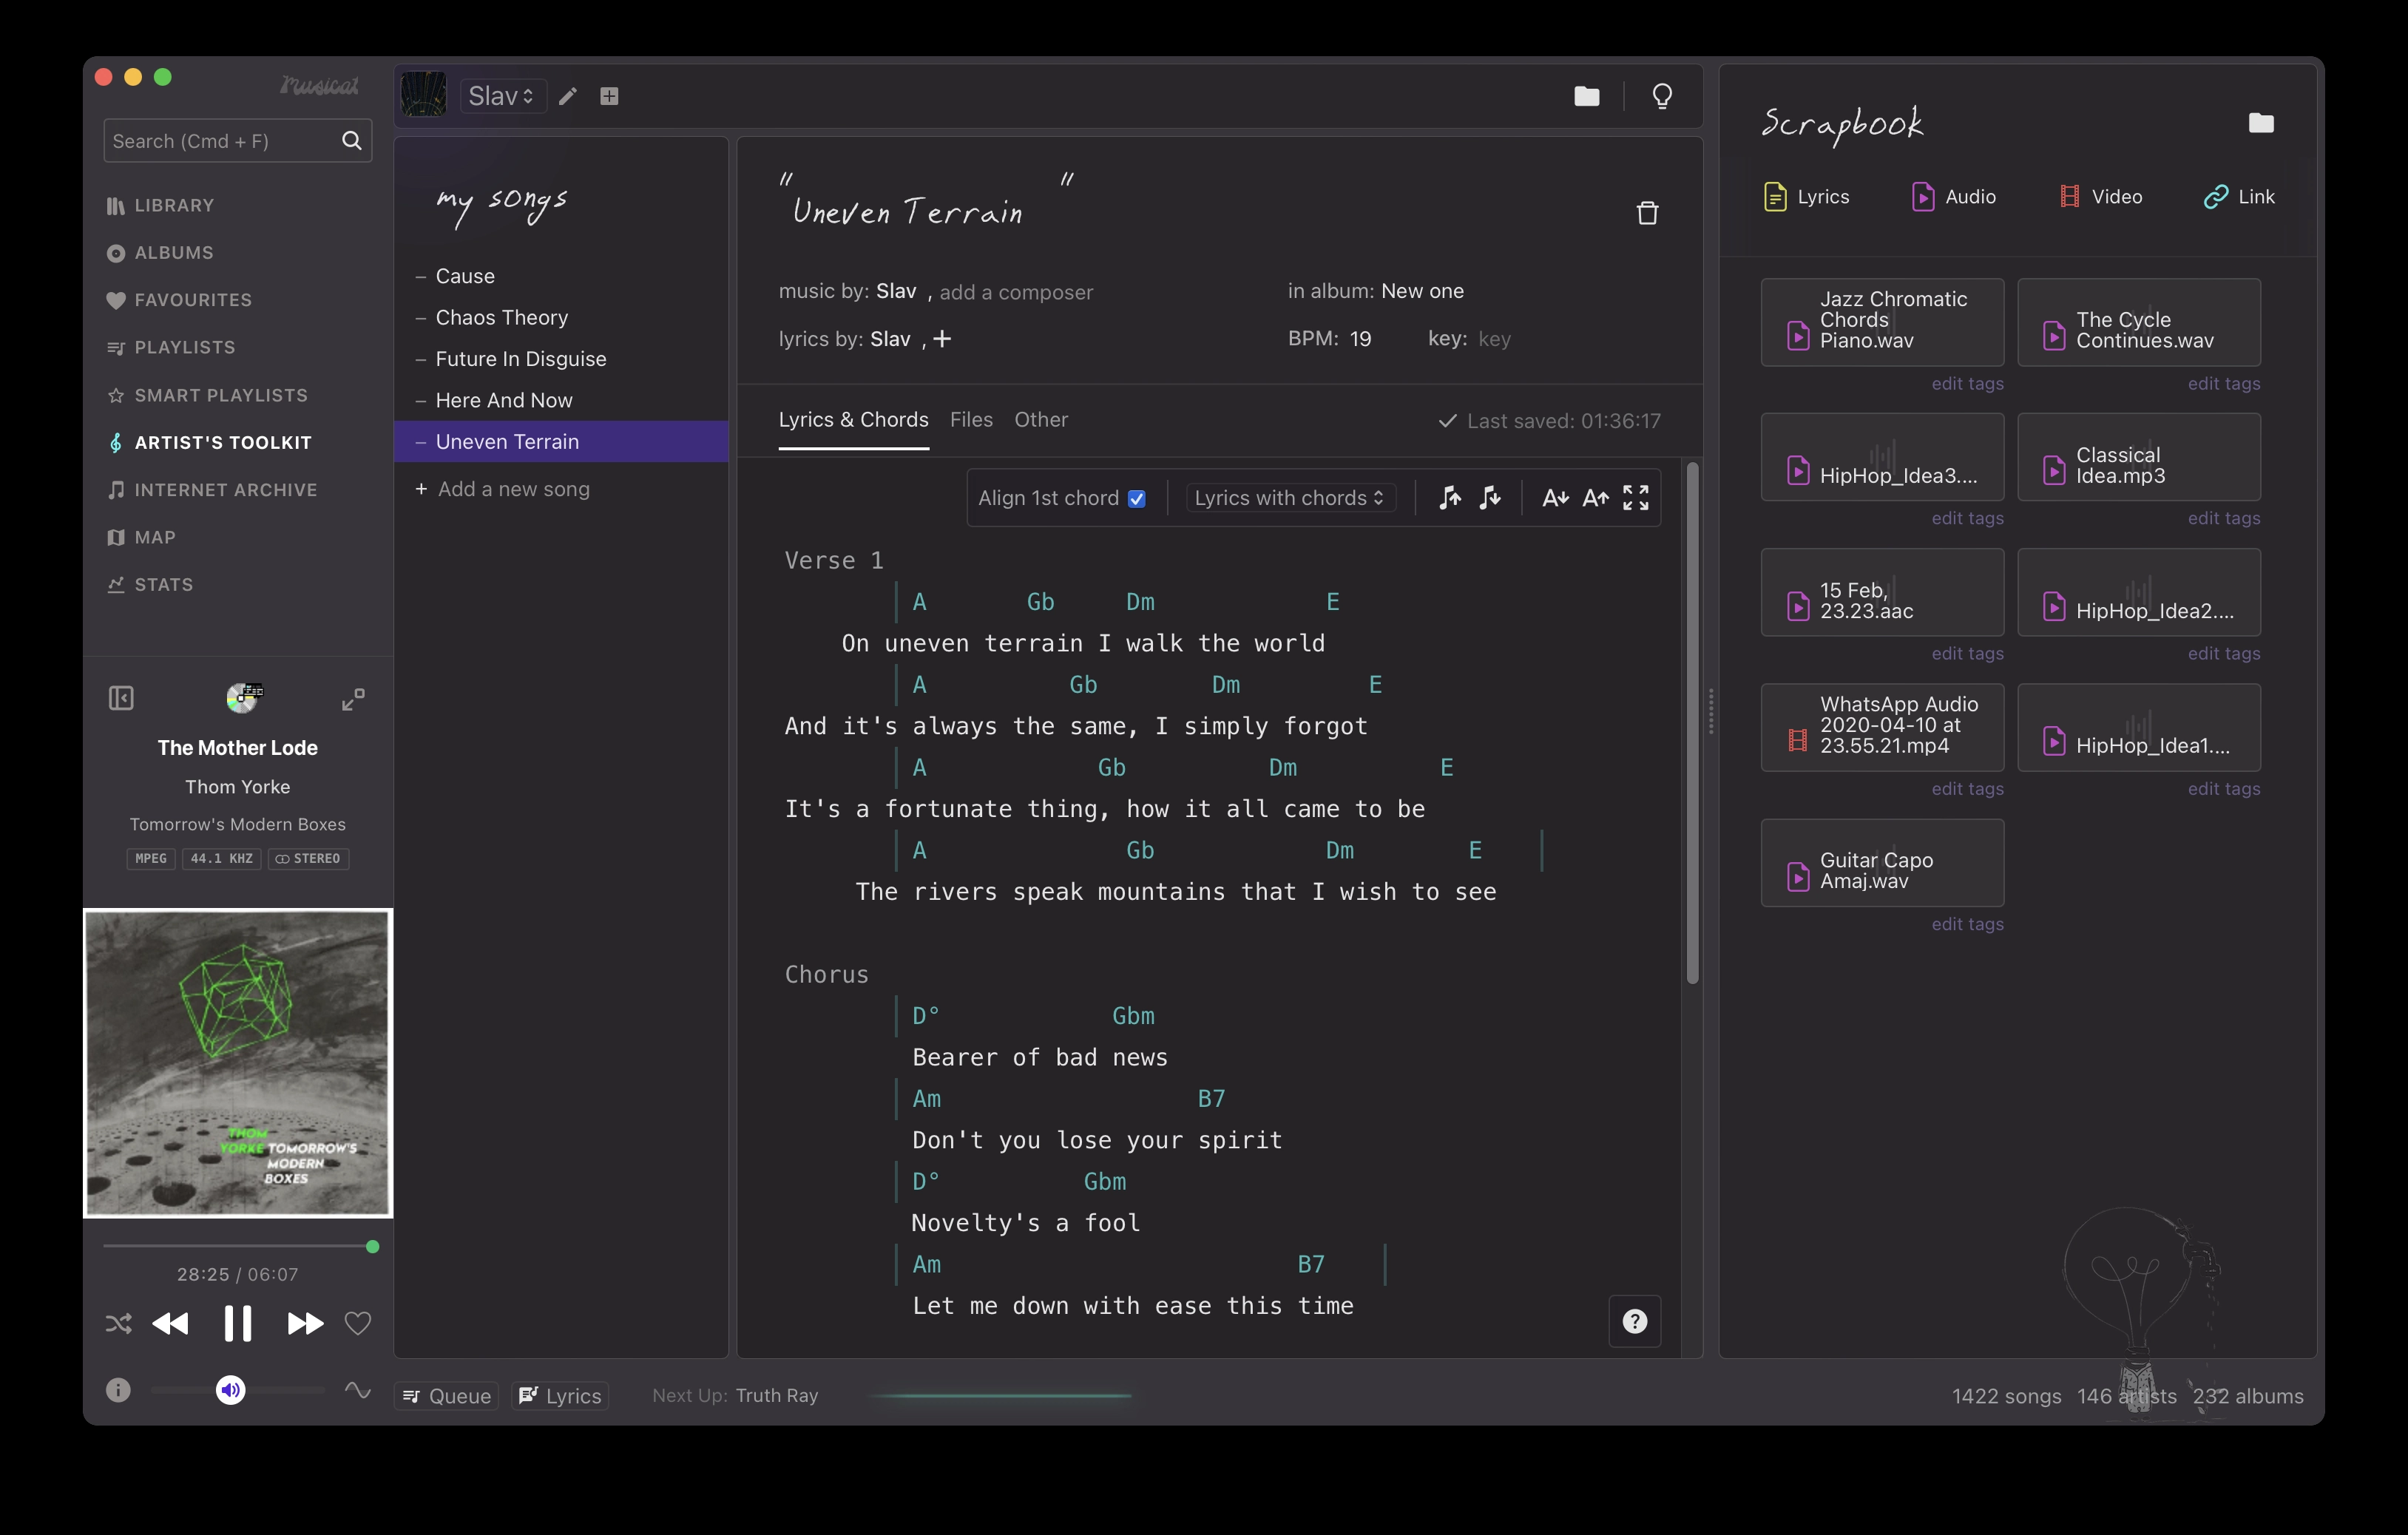 Musicat
Search (Cmd + F)
LIBRARY
ALBUMS
FAVOURITES
PLAYLISTS
SMART PLAYLISTS
ARTIST'S TOOLKIT
INTERNET ARCHIVE
MAP
STATS
The Mother Lode
Thom Yorke
Tomorrow's Modern Boxes
MPEG 44.1 KHZ STEREO
THOM
YORKE TOMORROW'S
MODERN
BOXES
28:25 / 06:07
Slav
my songs
– Cause
– Chaos Theory
– Future In Disguise
– Here And Now
– Uneven Terrain
+ Add a new song
"Uneven Terrain"
music by: Slav , add a composer
in album: New one
lyrics by: Slav , +
BPM: 19 key: key
Lyrics & Chords Files Other
Last saved: 01:36:17
Align 1st chord Lyrics with chords A A
Verse 1
A Gb Dm E
On uneven terrain I walk the world
A Gb Dm E
And it's always the same, I simply forgot
A Gb Dm E
It's a fortunate thing, how it all came to be
A Gb Dm E
The rivers speak mountains that I wish to see
Chorus
D° Gbm
Bearer of bad news
Am B7
Don't you lose your spirit
D° Gbm
Novelty's a fool
Am B7
Let me down with ease this time
?
Scrapbook
Lyrics Audio Video Link
Jazz Chromatic
Chords
Piano.wav
edit tags
The Cycle
Continues.wav
edit tags
HipHop_Idea3....
edit tags
Classical
Idea.mp3
edit tags
15 Feb,
23.23.aac
edit tags
HipHop_Idea2....
edit tags
WhatsApp Audio
2020-04-10 at
23.55.21.mp4
edit tags
HipHop_Idea1....
edit tags
Guitar Capo
Amaj.wav
edit tags
Queue Lyrics Next Up: Truth Ray
1422 songs 146 artists 232 albums